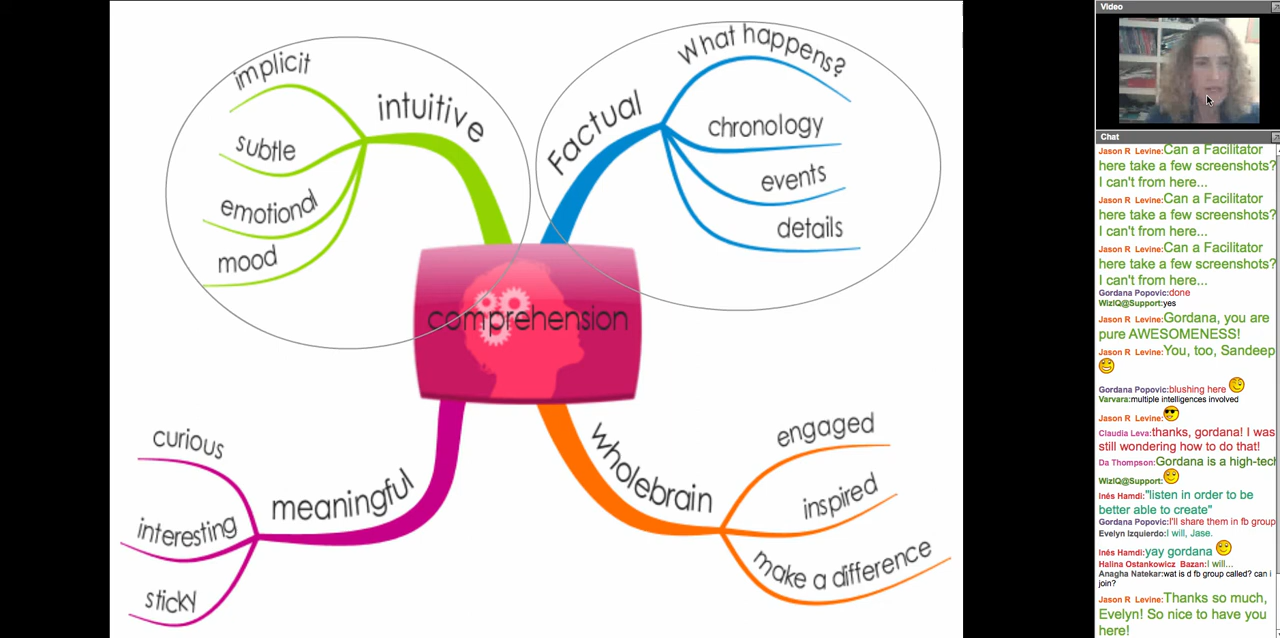 implicit
subtle
emotional
mood
intuitive
Factual
What happens?
chronology
events
details
comprehension
curious
interesting
sticky
meaningful
wholebrain
engaged
inspired
make a difference
Video
Chat
Jason R Levine:Can a Facilitator
here take a few screenshots?
I can't from here...
Jason R Levine:Can a Facilitator
here take a few screenshots?
I can't from here...
Jason R Levine:Can a Facilitator
here take a few screenshots?
I can't from here...
Gordana Popovic:done
WizIQ@Support:yes
Jason R Levine:Gordana, you are
pure AWESOMENESS!
Jason R Levine:You, too, Sandeep
Gordana Popovic:blushing here
Varvara:multiple intelligences involved
Jason R Levine:
Claudia Leva:thanks, gordana! I was
still wondering how to do that!
Da Thompson:Gordana is a high-tech
WizIQ@Support:
Inés Hamdi:"listen in order to be
better able to create"
Gordana Popovic:I'll share them in fb group
Evelyn Izquierdo:I will, Jase.
Inés Hamdi:yay gordana
Halina Ostankowicz Bazan:I will...
Anagha Natekar:wat is d fb group called? can i
join?
Jason R Levine:Thanks so much,
Evelyn! So nice to have you
here!